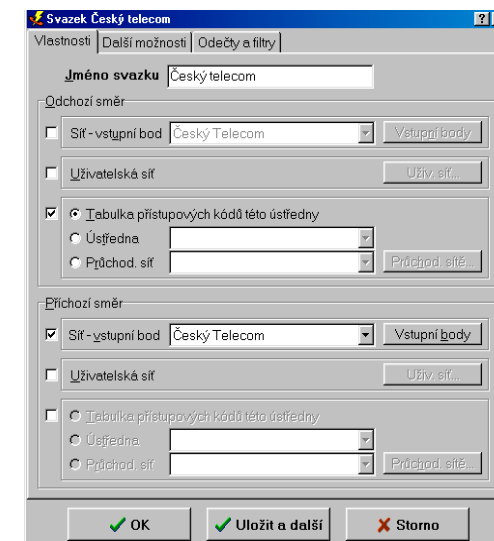 Svazek Český telecom
Vlastnosti Další možnosti Odečty a filtry
Jméno svazku Český telecom
Odchozí směr
Síť - vstupní bod Český Telecom Vstupní body
Uživatelská síť Uživ. síť...
Tabulka přístupových kódů této ústředny
Ústředna
Průchod. síť Průchod. sítě...
Příchozí směr
Síť - vstupní bod Český Telecom Vstupní body
Uživatelská síť Uživ. síť...
Tabulka přístupových kódů této ústředny
Ústředna
Průchod. síť Průchod. sítě...
OK Uložit a další Storno